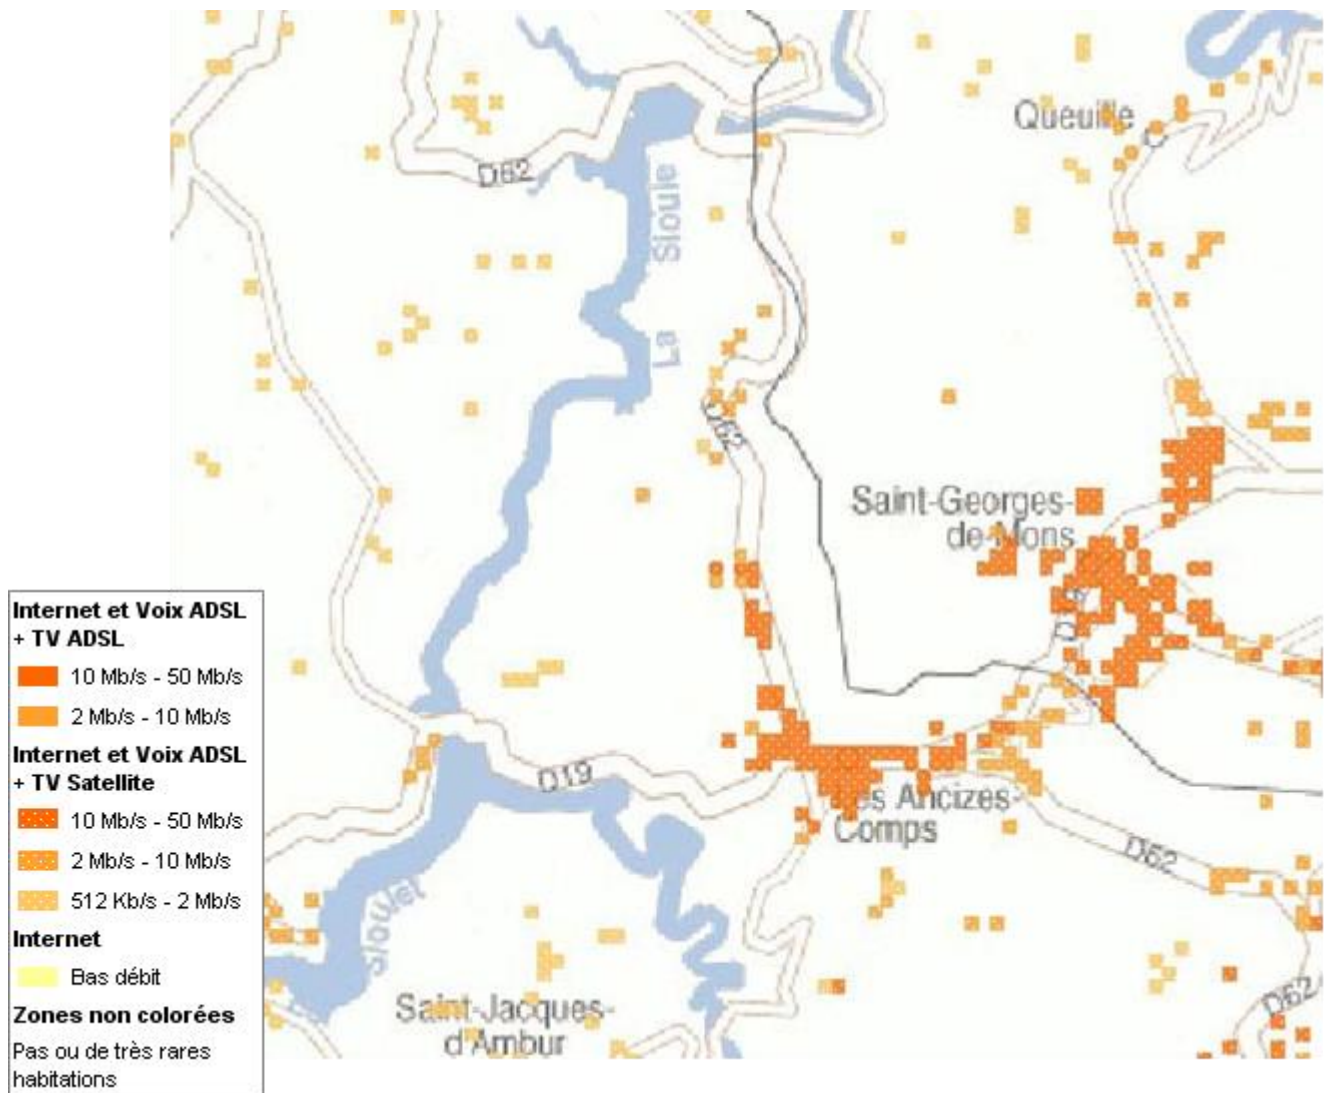 D62
Queuille
La Sioule
D62
Saint-Georges-
de-Mons
D19
Les Ancizes-
Comps
D62
Sioulet
Saint-Jacques-
d'Ambur
D62
Internet et Voix ADSL
+ TV ADSL
10 Mb/s - 50 Mb/s
2 Mb/s - 10 Mb/s
Internet et Voix ADSL
+ TV Satellite
10 Mb/s - 50 Mb/s
2 Mb/s - 10 Mb/s
512 Kb/s - 2 Mb/s
Internet
Bas débit
Zones non colorées
Pas ou de très rares
habitations